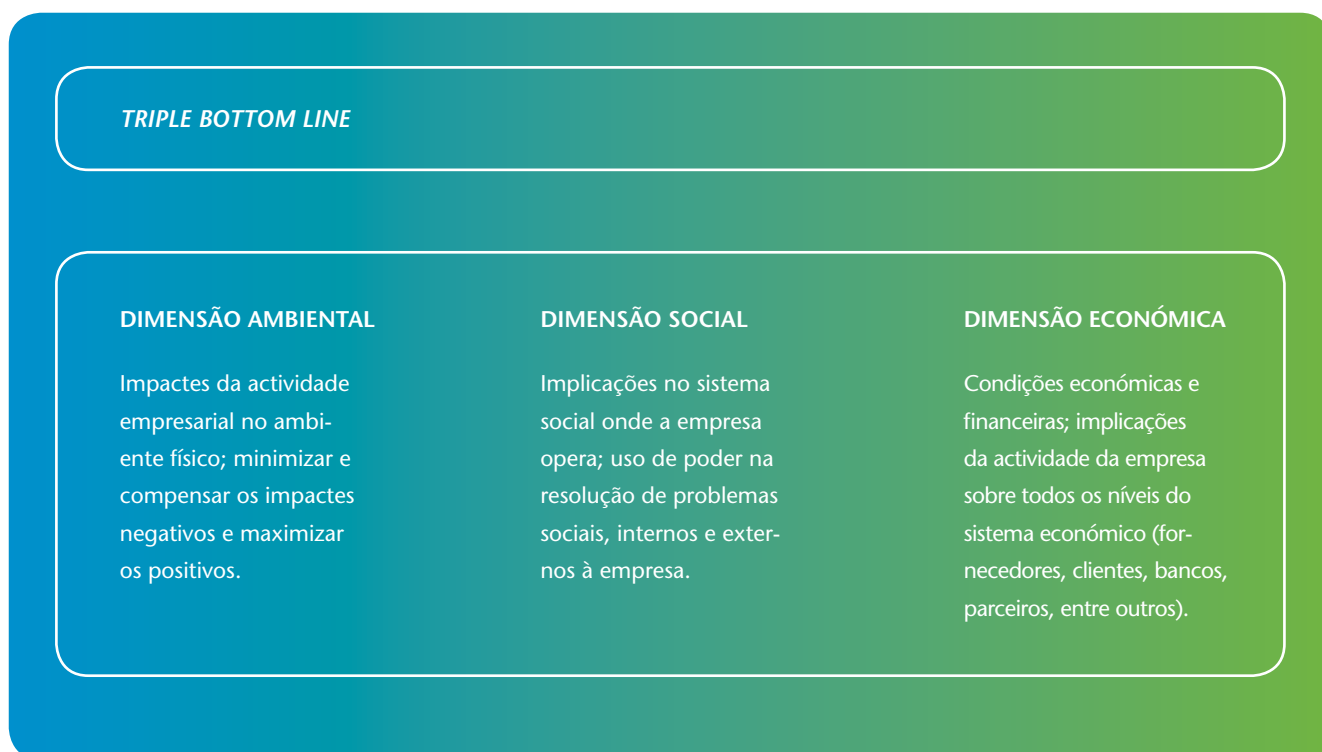 TRIPLE BOTTOM LINE
DIMENSÃO AMBIENTAL
Impactes da actividade
empresarial no ambi-
ente físico; minimizar e
compensar os impactes
negativos e maximizar
os positivos.
DIMENSÃO SOCIAL
Implicações no sistema
social onde a empresa
opera; uso de poder na
resolução de problemas
sociais, internos e exter-
nos à empresa.
DIMENSÃO ECONÓMICA
Condições económicas e
financeiras; implicações
da actividade da empresa
sobre todos os níveis do
sistema económico (for-
necedores, clientes, bancos,
parceiros, entre outros).